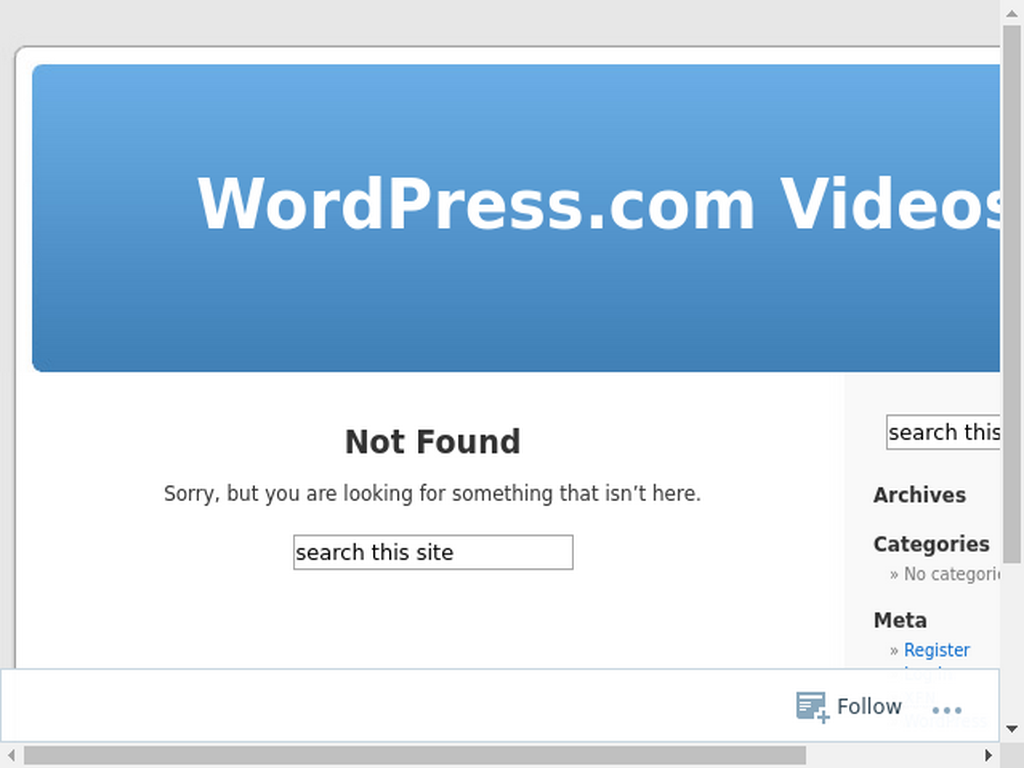 WordPress.com Videos
Not Found
Sorry, but you are looking for something that isn’t here.
search this site
search this
Archives
Categories
» No categori
Meta
» Register
Follow